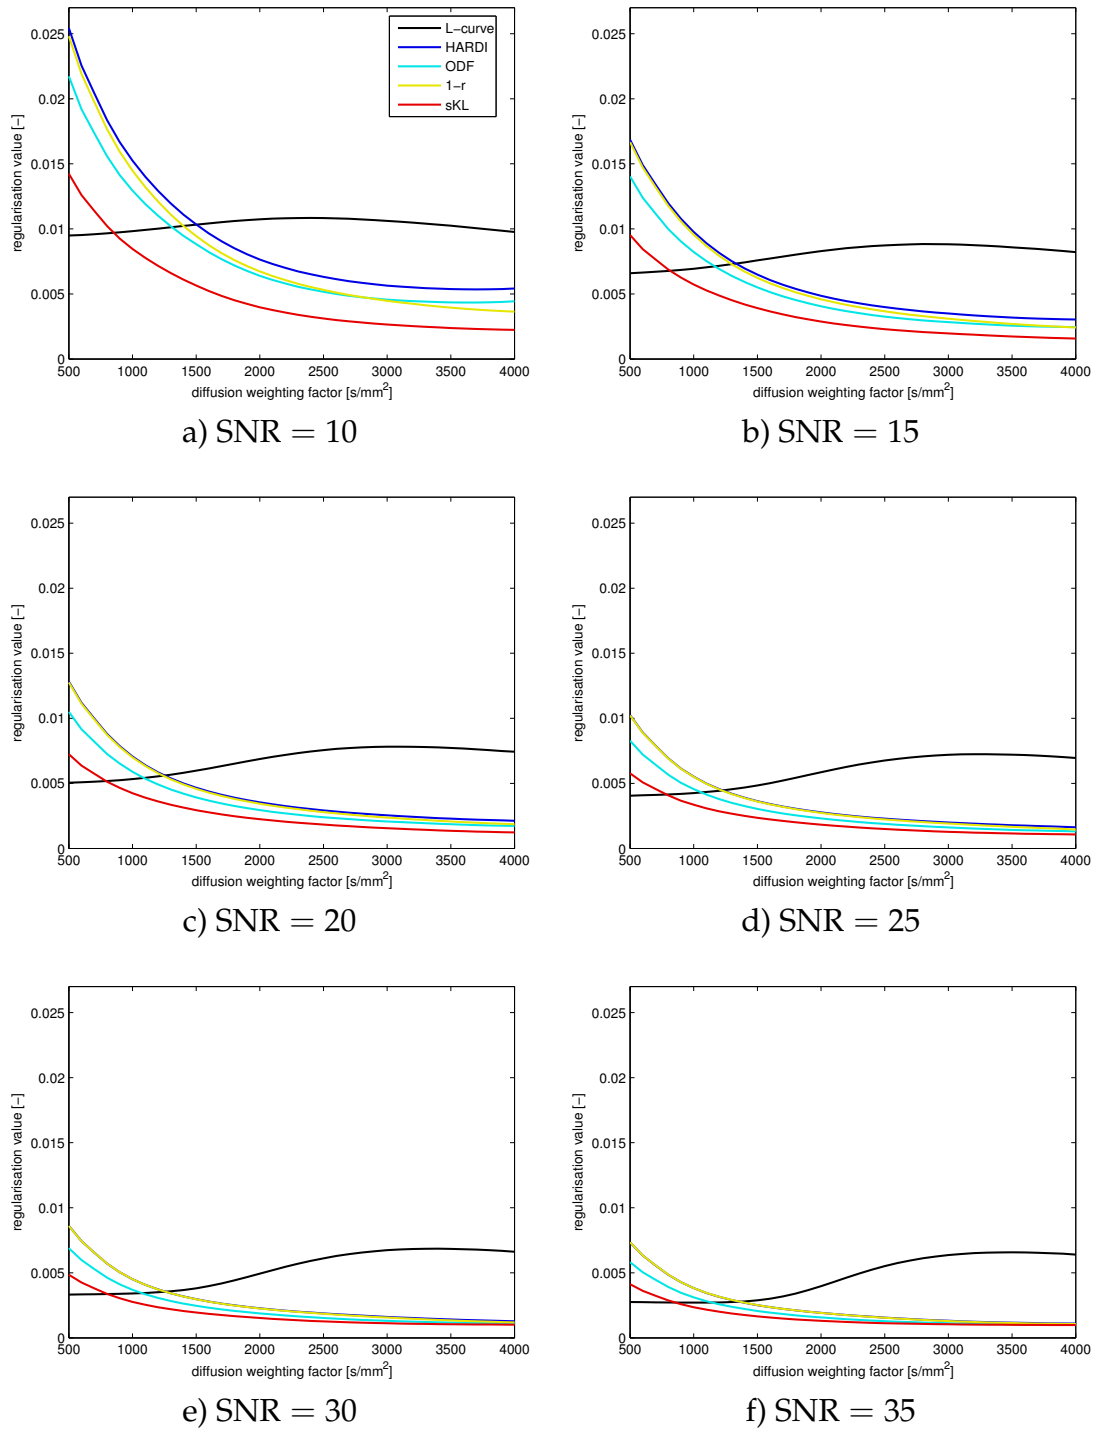 0.025
0.02
0.015
0.01
0.005
0
regularisation value [−]
L−curve
HARDI
ODF
1−r
sKL
500 1000 1500 2000 2500 3000 3500 4000
diffusion weighting factor [s/mm²]
a) SNR = 10
0.025
0.02
0.015
0.01
0.005
0
regularisation value [−]
500 1000 1500 2000 2500 3000 3500 4000
diffusion weighting factor [s/mm²]
b) SNR = 15
0.025
0.02
0.015
0.01
0.005
0
regularisation value [−]
500 1000 1500 2000 2500 3000 3500 4000
diffusion weighting factor [s/mm²]
c) SNR = 20
0.025
0.02
0.015
0.01
0.005
0
regularisation value [−]
500 1000 1500 2000 2500 3000 3500 4000
diffusion weighting factor [s/mm²]
d) SNR = 25
0.025
0.02
0.015
0.01
0.005
0
regularisation value [−]
500 1000 1500 2000 2500 3000 3500 4000
diffusion weighting factor [s/mm²]
e) SNR = 30
0.025
0.02
0.015
0.01
0.005
0
regularisation value [−]
500 1000 1500 2000 2500 3000 3500 4000
diffusion weighting factor [s/mm²]
f) SNR = 35